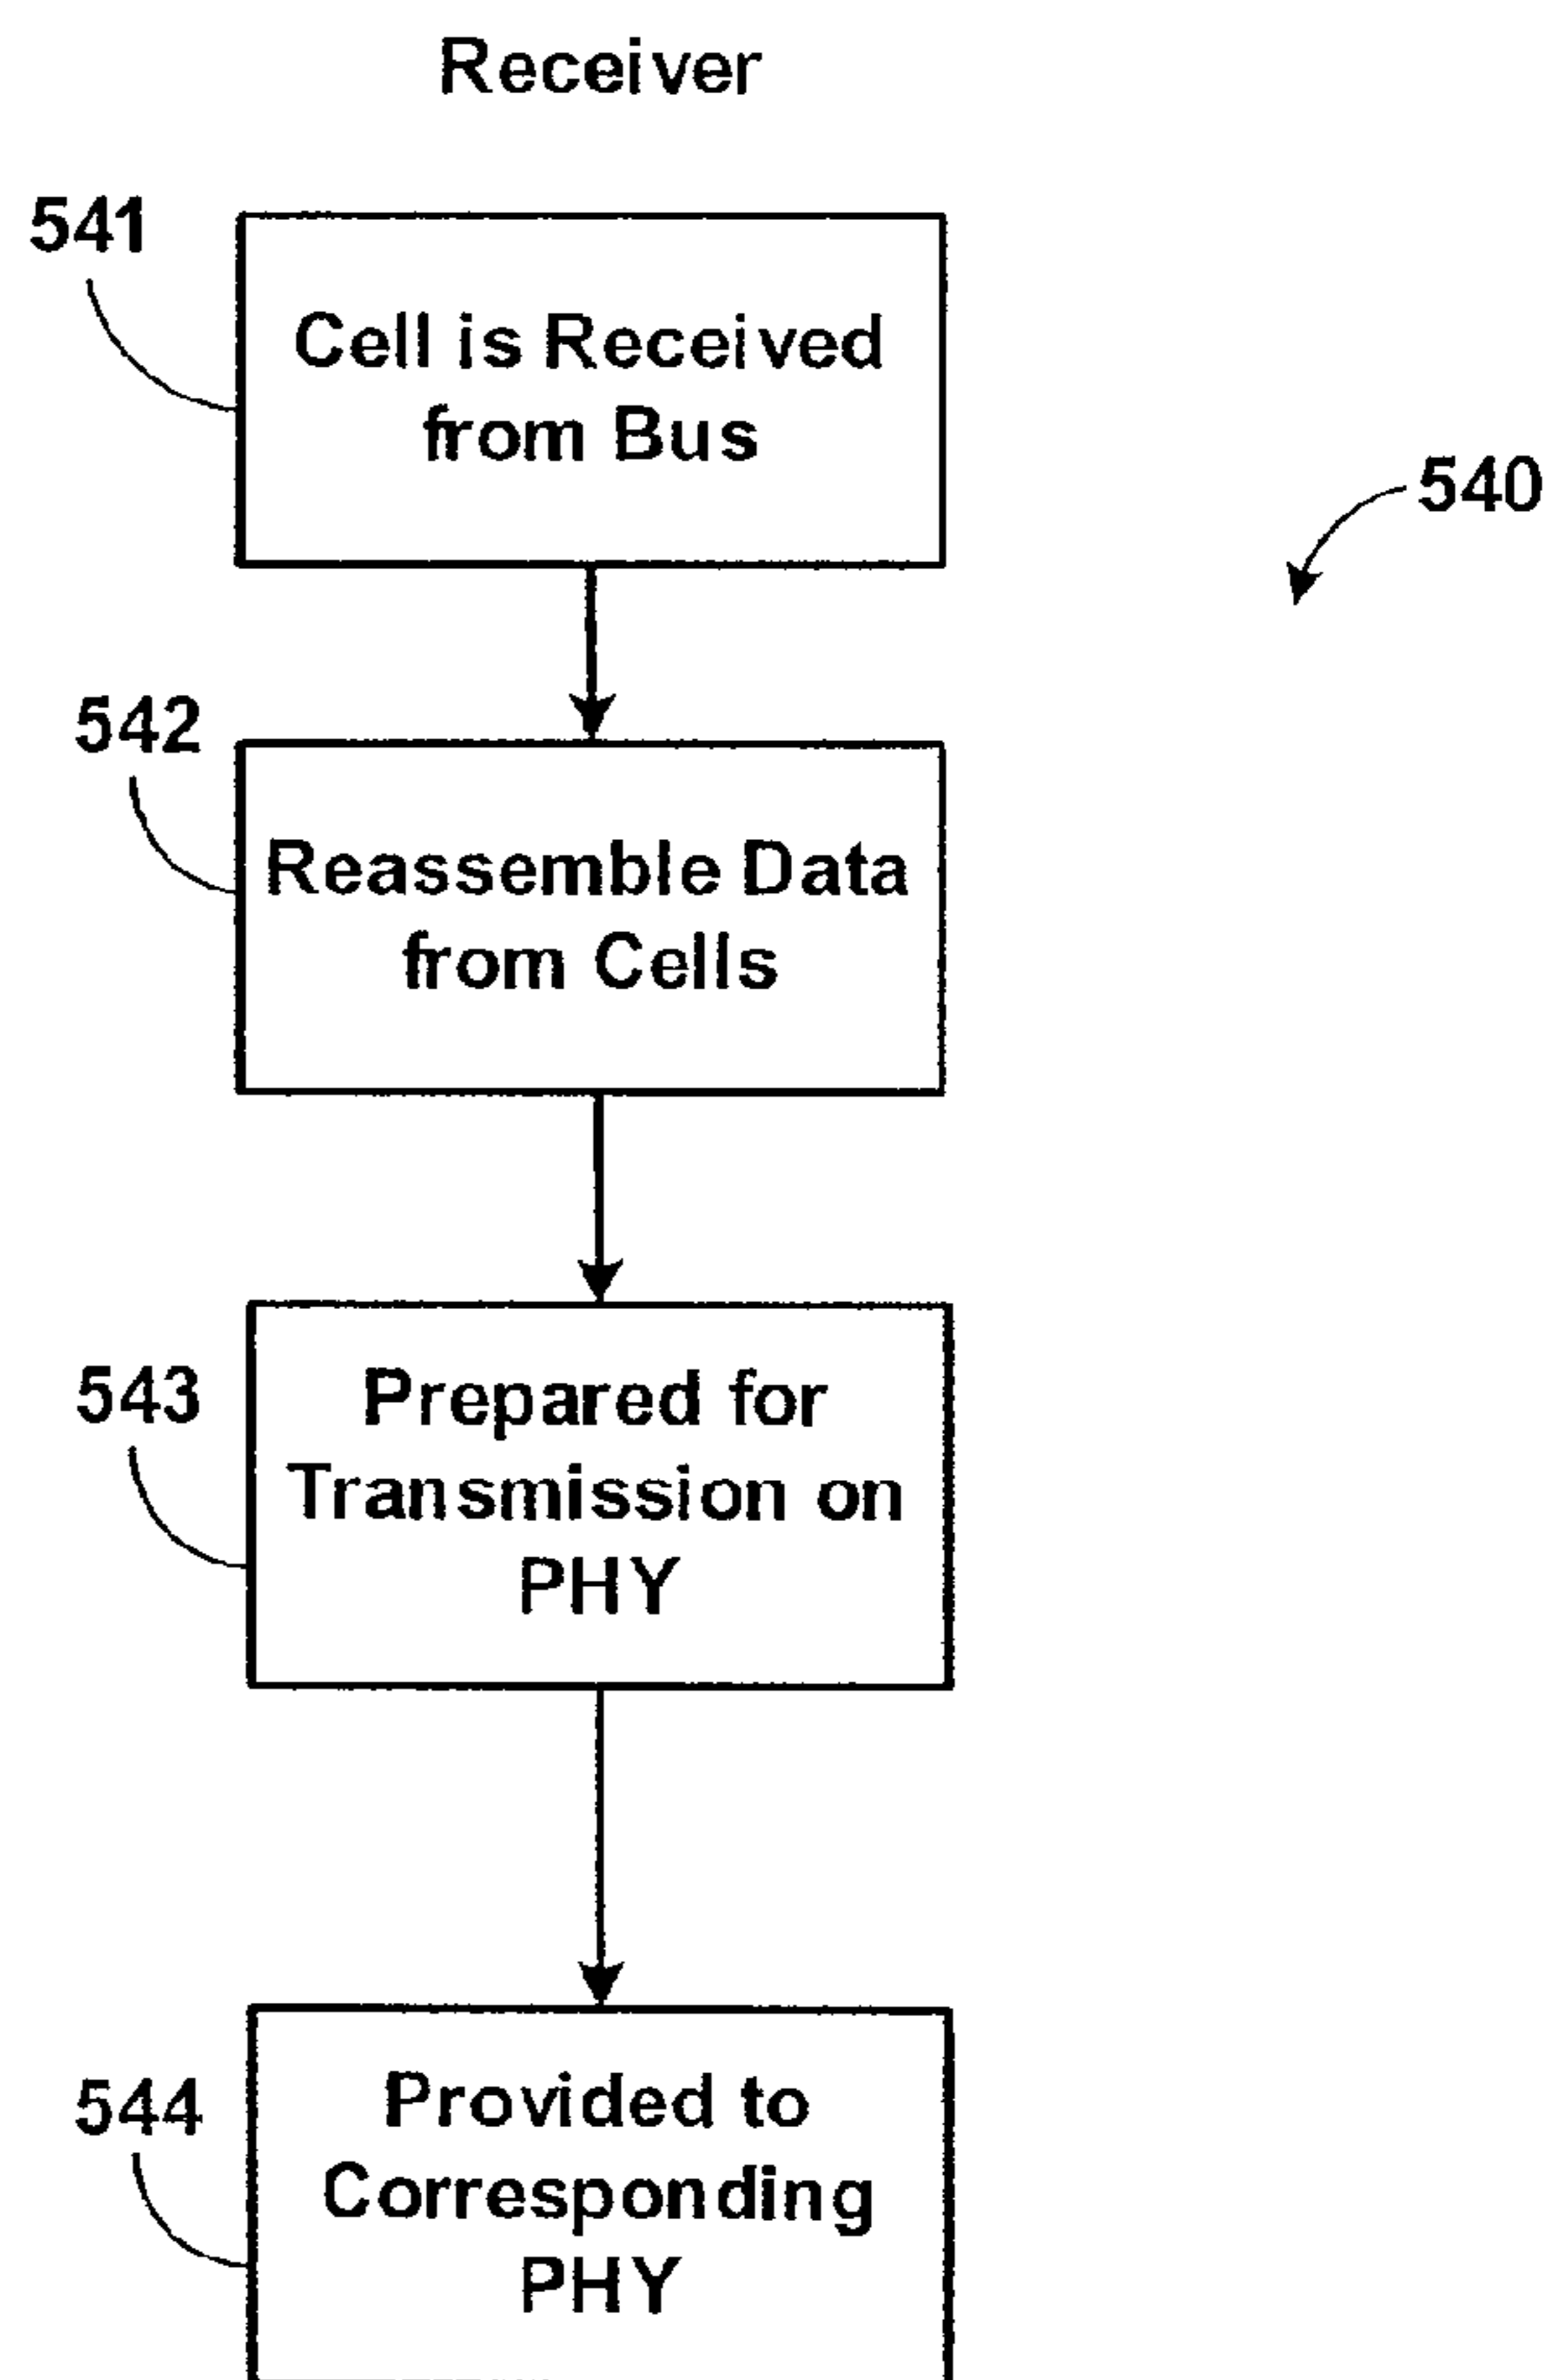 Receiver
541
Cell is Received
from Bus
540
542
Reassemble Data
from Cells
543
Prepared for
Transmission on
PHY
544
Provided to
Corresponding
PHY